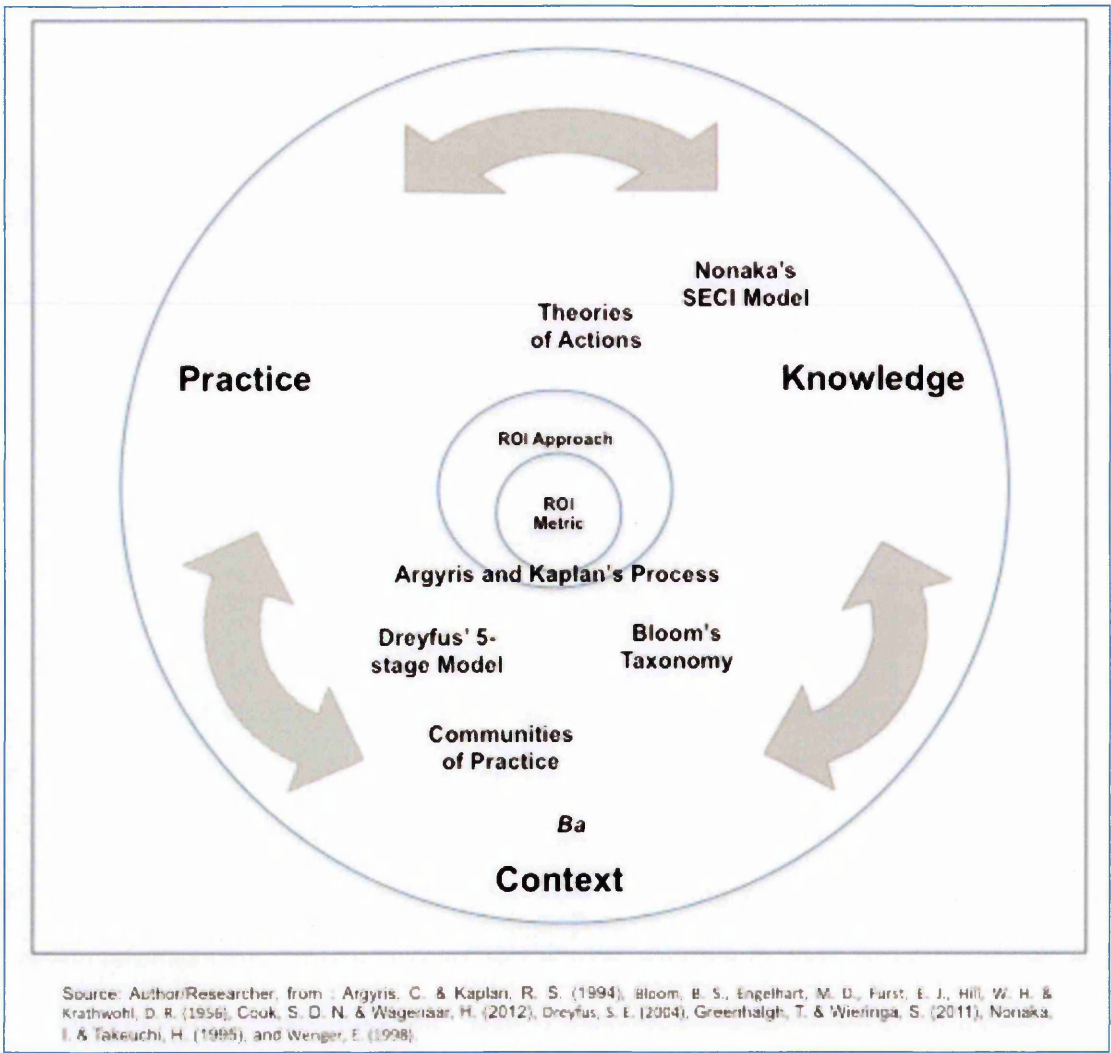 Nonaka's
SECI Model
Theories
of Actions
Practice
Knowledge
ROI Approach
ROI
Metric
Argyris and Kaplan's Process
Dreyfus' 5-
stage Model
Bloom's
Taxonomy
Communities
of Practice
Ba
Context
Source: Author/Researcher, from : Argyris, C. & Kaplan, R. S. (1994), Bloom, B. S., Engelhart, M. D., Furst, E. J., Hill, W. H. &
Krathwohl, D. R. (1956), Cook, S. D. N. & Wagenaar, H. (2012), Dreyfus, S. E. (2004), Greenhalgh, T. & Wieringa, S. (2011), Nonaka,
I. & Takeuchi, H. (1995), and Wenger, E. (1998).